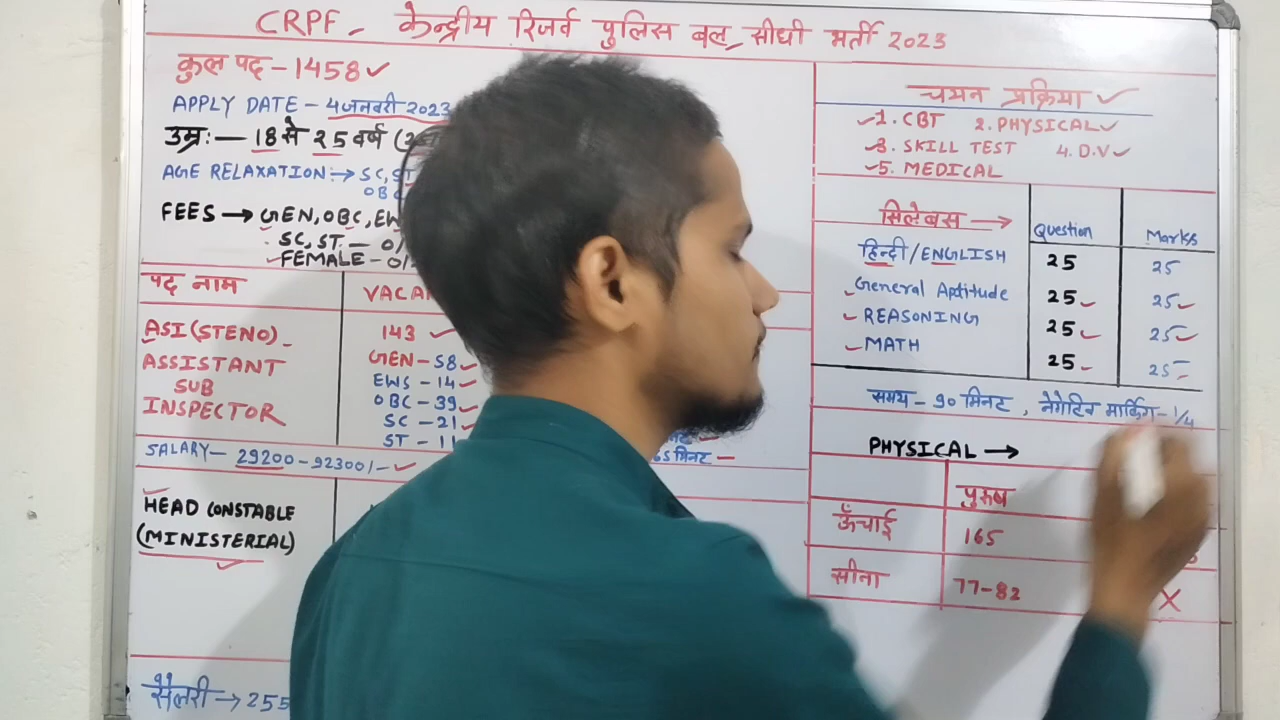 CRPF - केन्द्रीय रिजर्व पुलिस बल, सीधी भर्ती 2023
कुल पद - 1458
APPLY DATE - 4 जनवरी 2023
उम्र: - 18 से 25 वर्ष
AGE RELAXATION: → SC, ST
OBC
FEES → GEN, OBC, EW
SC, ST - 0/
FEMALE - 0/
पद नाम
VACA
ASI (STENO)
ASSISTANT
SUB
INSPECTOR
143
GEN - 58
EWS - 14
OBC - 39
SC - 21
ST - 11
मिनट
SALARY - 29200 - 92300/-
HEAD CONSTABLE
(MINISTERIAL)
सैलरी → 255
चयन प्रक्रिया
1. CBT 2. PHYSICAL
3. SKILL TEST 4. D.V
5. MEDICAL
सिलेबस → Question Marks
हिन्दी/ENGLISH 25 25
General Aptitude 25 25
REASONING 25 25
MATH 25 25
समय - 90 मिनट, नेगेटिव मार्किंग - 1/4
PHYSICAL →
पुरुष
ऊँचाई 165
सीना 77-82 X